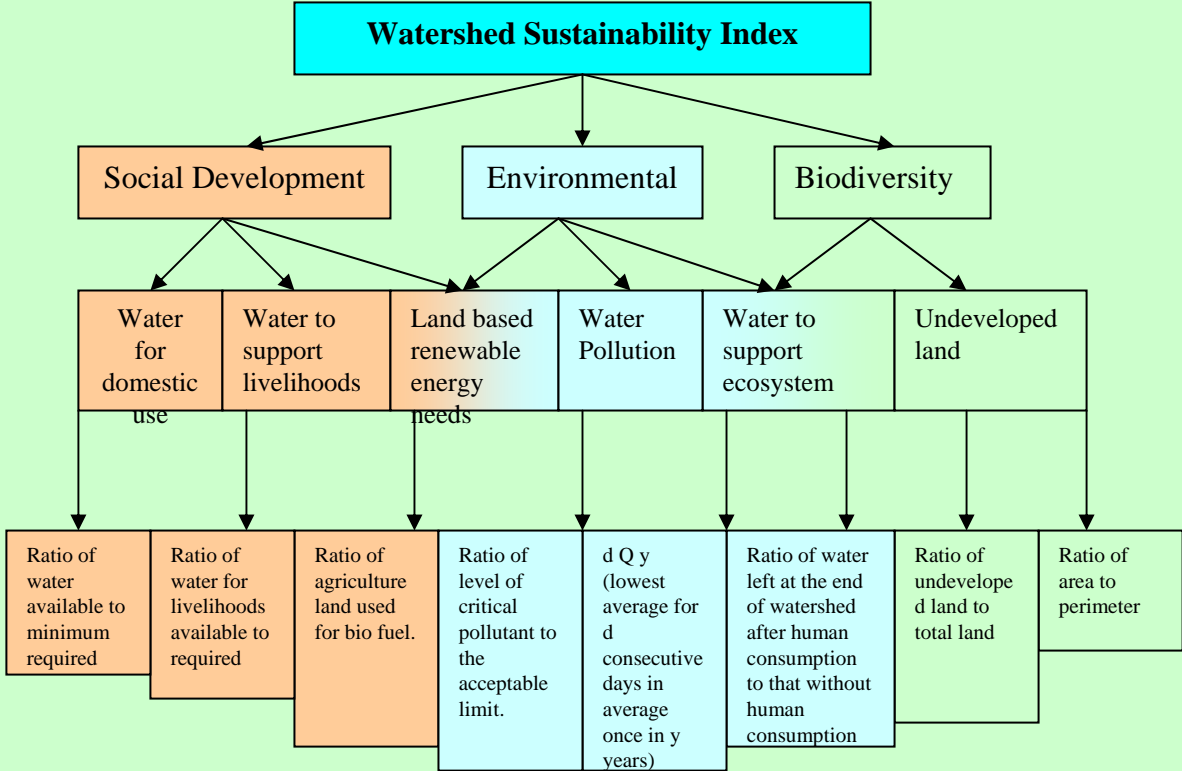 Watershed Sustainability Index
Social Development
Environmental
Biodiversity
Water
for
domestic
use
Water to
support
livelihoods
Land based
renewable
energy
needs
Water
Pollution
Water to
support
ecosystem
Undeveloped
land
Ratio of
water
available to
minimum
required
Ratio of
water for
livelihoods
available to
required
Ratio of
agriculture
land used
for bio fuel.
Ratio of
level of
critical
pollutant to
the
acceptable
limit.
d Q y
(lowest
average for
d
consecutive
days in
average
once in y
years)
Ratio of water
left at the end
of watershed
after human
consumption
to that without
human
consumption
Ratio of
undevelope
d land to
total land
Ratio of
area to
perimeter